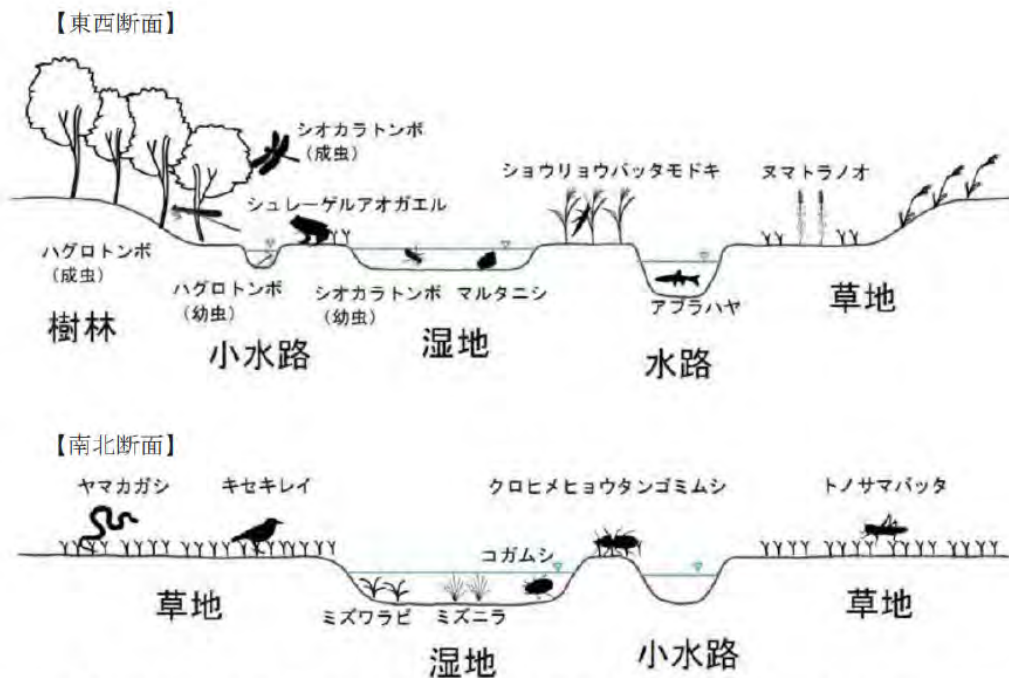 【東西断面】
シオカラトンボ
（成虫）
ショウリョウバッタモドキ
ヌマトラノオ
シュレーゲルアオガエル
ハグロトンボ
（成虫）
ハグロトンボ
（幼虫）
シオカラトンボ
（幼虫）
マルタニシ
アブラハヤ
樹林
小水路
湿地
水路
草地
【南北断面】
ヤマカガシ
キセキレイ
クロヒメヒョウタンゴミムシ
トノサマバッタ
コガムシ
ミズワラビ
ミズニラ
草地
湿地
小水路
草地